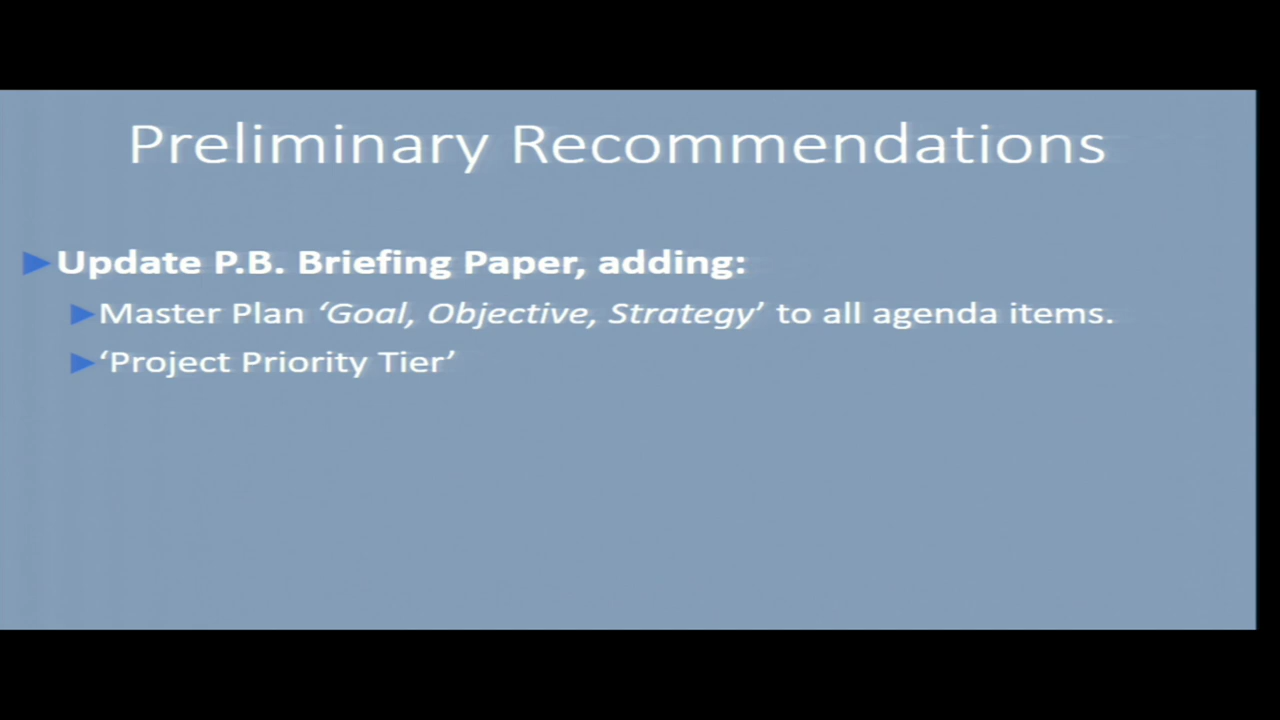 Preliminary Recommendations
Update P.B. Briefing Paper, adding:
Master Plan ‘Goal, Objective, Strategy’ to all agenda items.
‘Project Priority Tier’